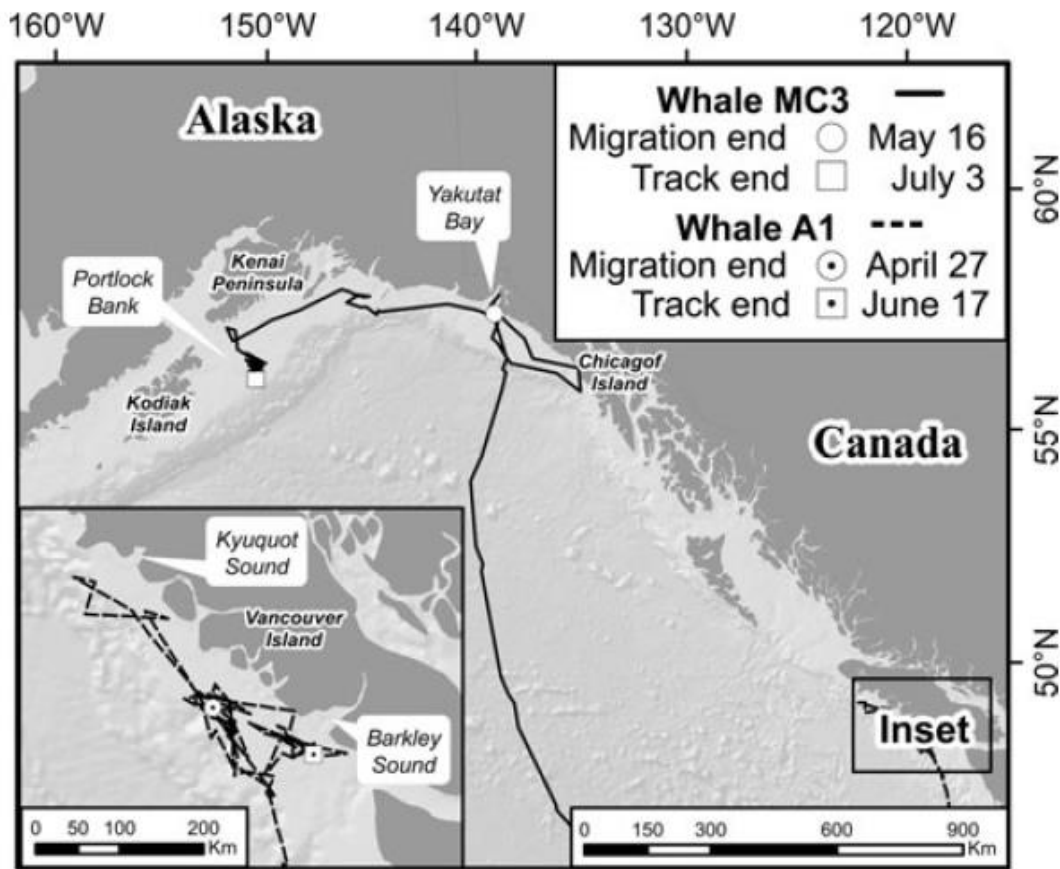 160°W 150°W 140°W 130°W 120°W
Alaska
Whale MC3
Migration end May 16
Track end July 3
Whale A1
Migration end April 27
Track end June 17
60°N
55°N
50°N
Yakutat
Bay
Kenai
Peninsula
Portlock
Bank
Kodiak
Island
Chicagof
Island
Canada
Kyuquot
Sound
Vancouver
Island
Barkley
Sound
Inset
0 50 100 200
Km
0 150 300 600 900
Km